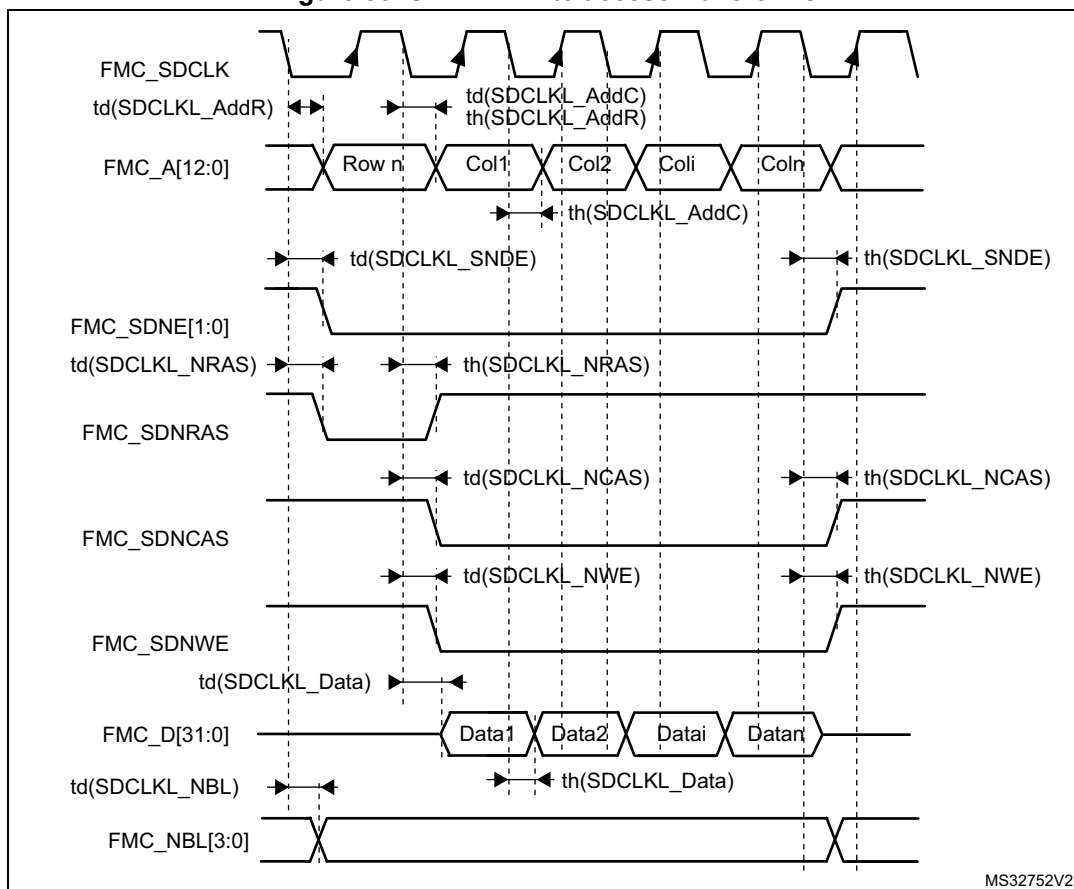 FMC_SDCLK
td(SDCLKL_AddR)
td(SDCLKL_AddC)
th(SDCLKL_AddR)
FMC_A[12:0]
Row n
Col1
Col2
Coli
Coln
th(SDCLKL_AddC)
td(SDCLKL_SNDE)
th(SDCLKL_SNDE)
FMC_SDNE[1:0]
td(SDCLKL_NRAS)
th(SDCLKL_NRAS)
FMC_SDNRAS
td(SDCLKL_NCAS)
th(SDCLKL_NCAS)
FMC_SDNCAS
td(SDCLKL_NWE)
th(SDCLKL_NWE)
FMC_SDNWE
td(SDCLKL_Data)
FMC_D[31:0]
Data1
Data2
Datai
Datan
td(SDCLKL_NBL)
th(SDCLKL_Data)
FMC_NBL[3:0]
MS32752V2